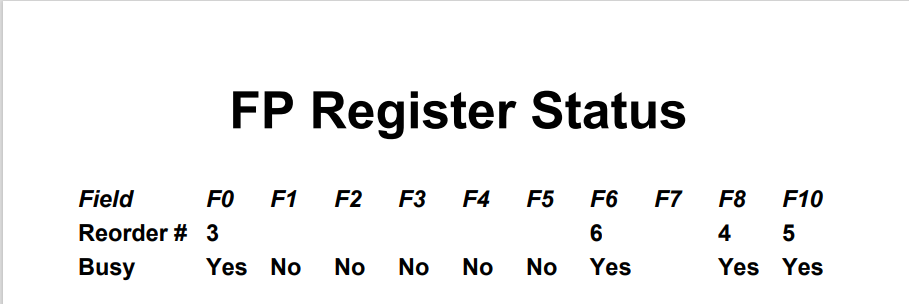 FP Register Status
Field F0 F1 F2 F3 F4 F5 F6 F7 F8 F10
Reorder # 3 6 4 5
Busy Yes No No No No No Yes Yes Yes